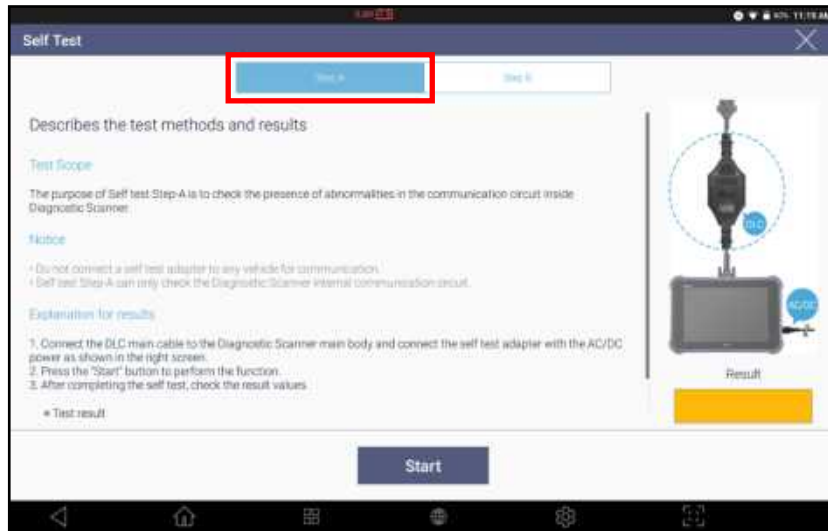 11:19 AM
Self Test
Step A
Step B
Describes the test methods and results
Test Scope
The purpose of Self test Step-A is to check the presence of abnormalities in the communication circuit inside
Diagnostic Scanner.
Notice
• Do not connect a self test adapter to any vehicle for communication.
• Self test Step-A can only check the Diagnostic Scanner internal communication circuit.
Explanation for results
1. Connect the DLC main cable to the Diagnostic Scanner main body and connect the self test adapter with the AC/DC
power as shown in the right screen.
2. Press the "Start" button to perform the function.
3. After completing the self test, check the result values.
※ Test result
DLC
AC/DC
Result
Start